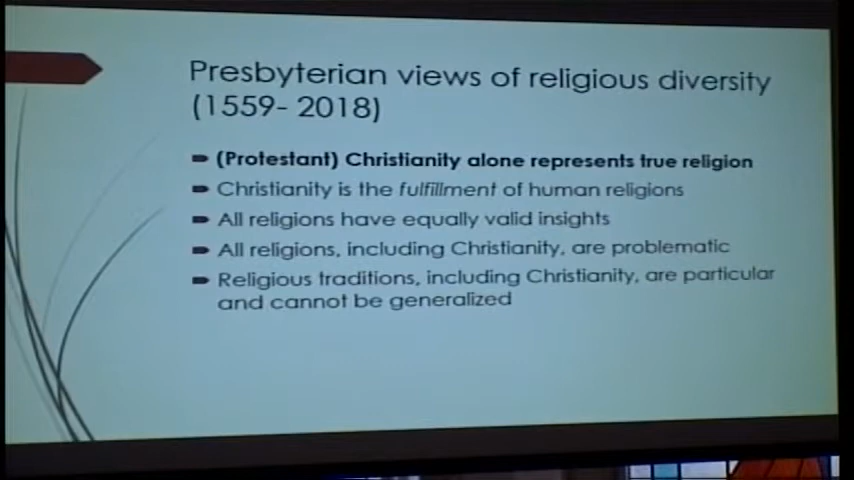 Presbyterian views of religious diversity
(1559- 2018)
(Protestant) Christianity alone represents true religion
Christianity is the fulfillment of human religions
All religions have equally valid insights
All religions, including Christianity, are problematic
Religious traditions, including Christianity, are particular
and cannot be generalized